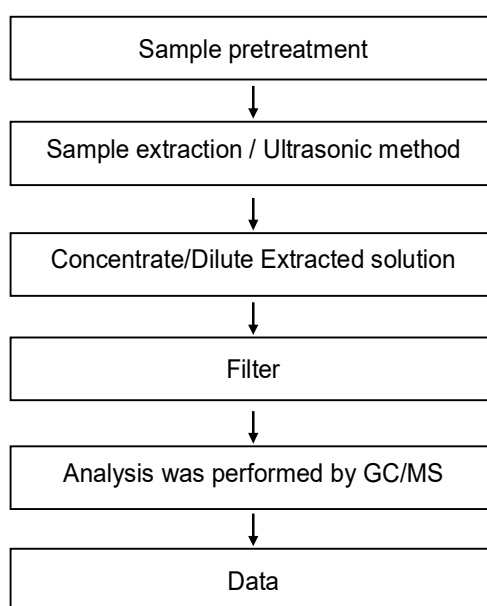 Sample pretreatment
Sample extraction / Ultrasonic method
Concentrate/Dilute Extracted solution
Filter
Analysis was performed by GC/MS
Data